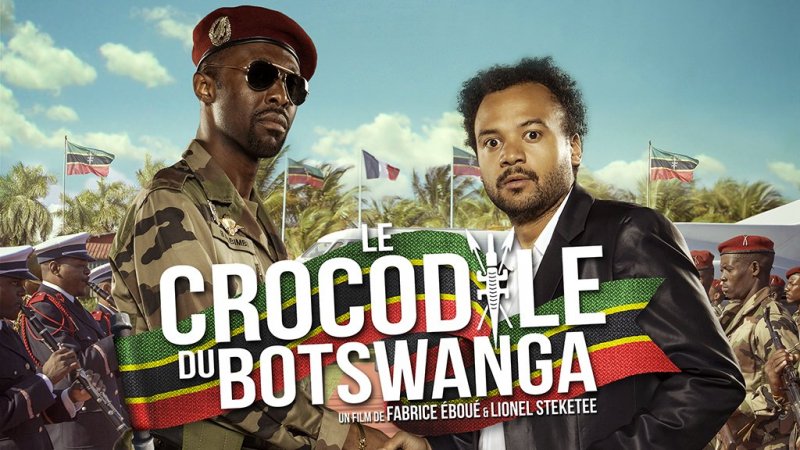 LE
CROCODILE
DU BOTSWANGA
UN FILM DE FABRICE ÉBOUÉ & LIONEL STEKETEE